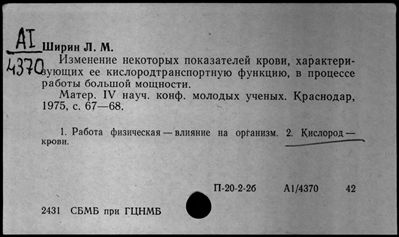 AI
4370
Ширин Л. М.
Изменение некоторых показателей крови, характери-
зующих ее кислородтранспортную функцию, в процессе
работы большой мощности.
Матер. IV науч. конф. молодых ученых. Краснодар,
1975, с. 67—68.
1. Работа физическая — влияние на организм. 2. Кислород —
крови.
П-20-2-2б А1/4370 42
2431 СБМБ при ГЦНМБ